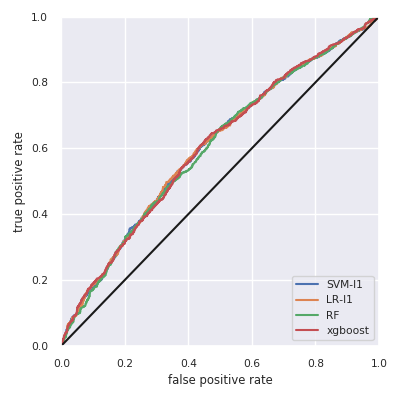 1.0
0.8
0.6
0.4
0.2
0.0
true positive rate
0.0 0.2 0.4 0.6 0.8 1.0
false positive rate
SVM-l1
LR-l1
RF
xgboost